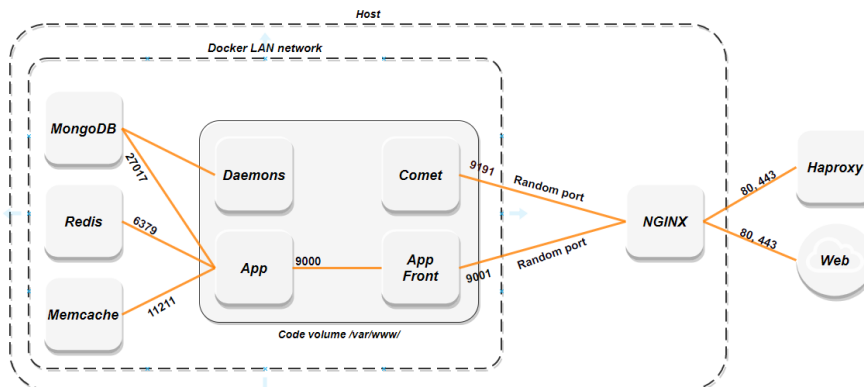 Host
Docker LAN network
MongoDB
27017
Daemons
Comet
9191
Random port
Haproxy
80, 443
Redis
6379
NGINX
App
9000
App
Front
9001
Random port
80, 443
Web
Memcache
11211
Code volume /var/www/